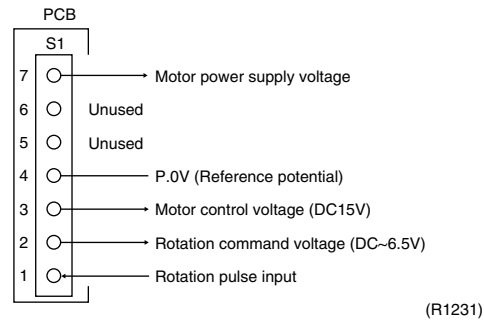 PCB
S1
7 Motor power supply voltage
6 Unused
5 Unused
4 P.0V (Reference potential)
3 Motor control voltage (DC15V)
2 Rotation command voltage (DC~6.5V)
1 Rotation pulse input
(R1231)